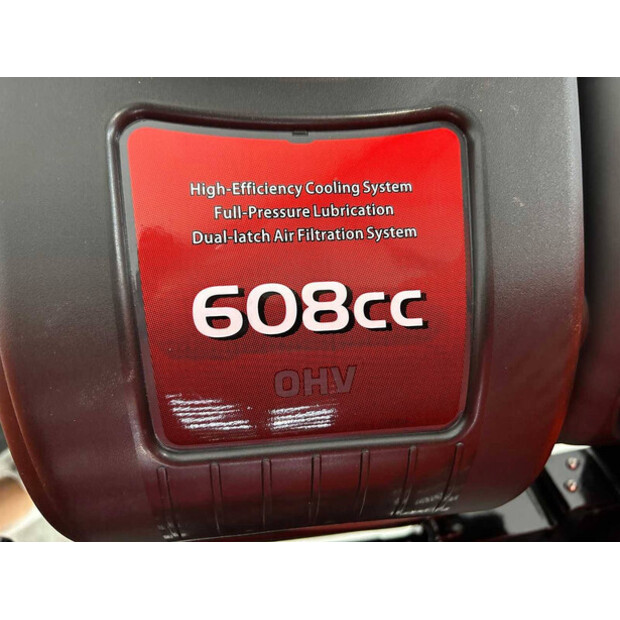 High-Efficiency Cooling System
Full-Pressure Lubrication
Dual-latch Air Filtration System
608cc
OHV